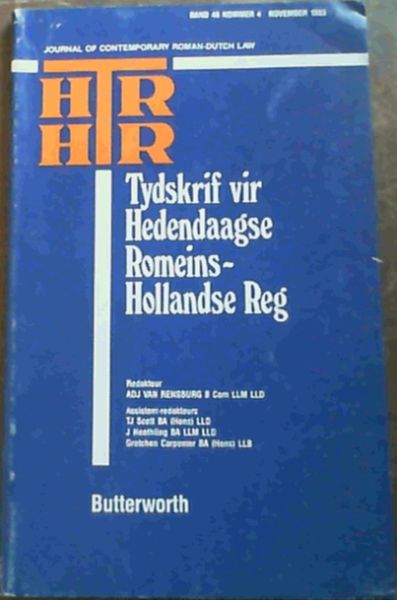 BAND 46 NOMMER 4 NOVEMBER 1983
JOURNAL OF CONTEMPORARY ROMAN-DUTCH LAW
HTHR
HR
Tydskrif vir
Hedendaagse
Romeins-
Hollandse Reg
Redakteur
ADJ VAN RENSBURG B Com LLM LLD
Assistent-redakteurs
TJ Scott BA (Hons) LLD
J Neethling BA LLM LLD
Gretchen Carpenter BA (Hons) LLB
Butterworth